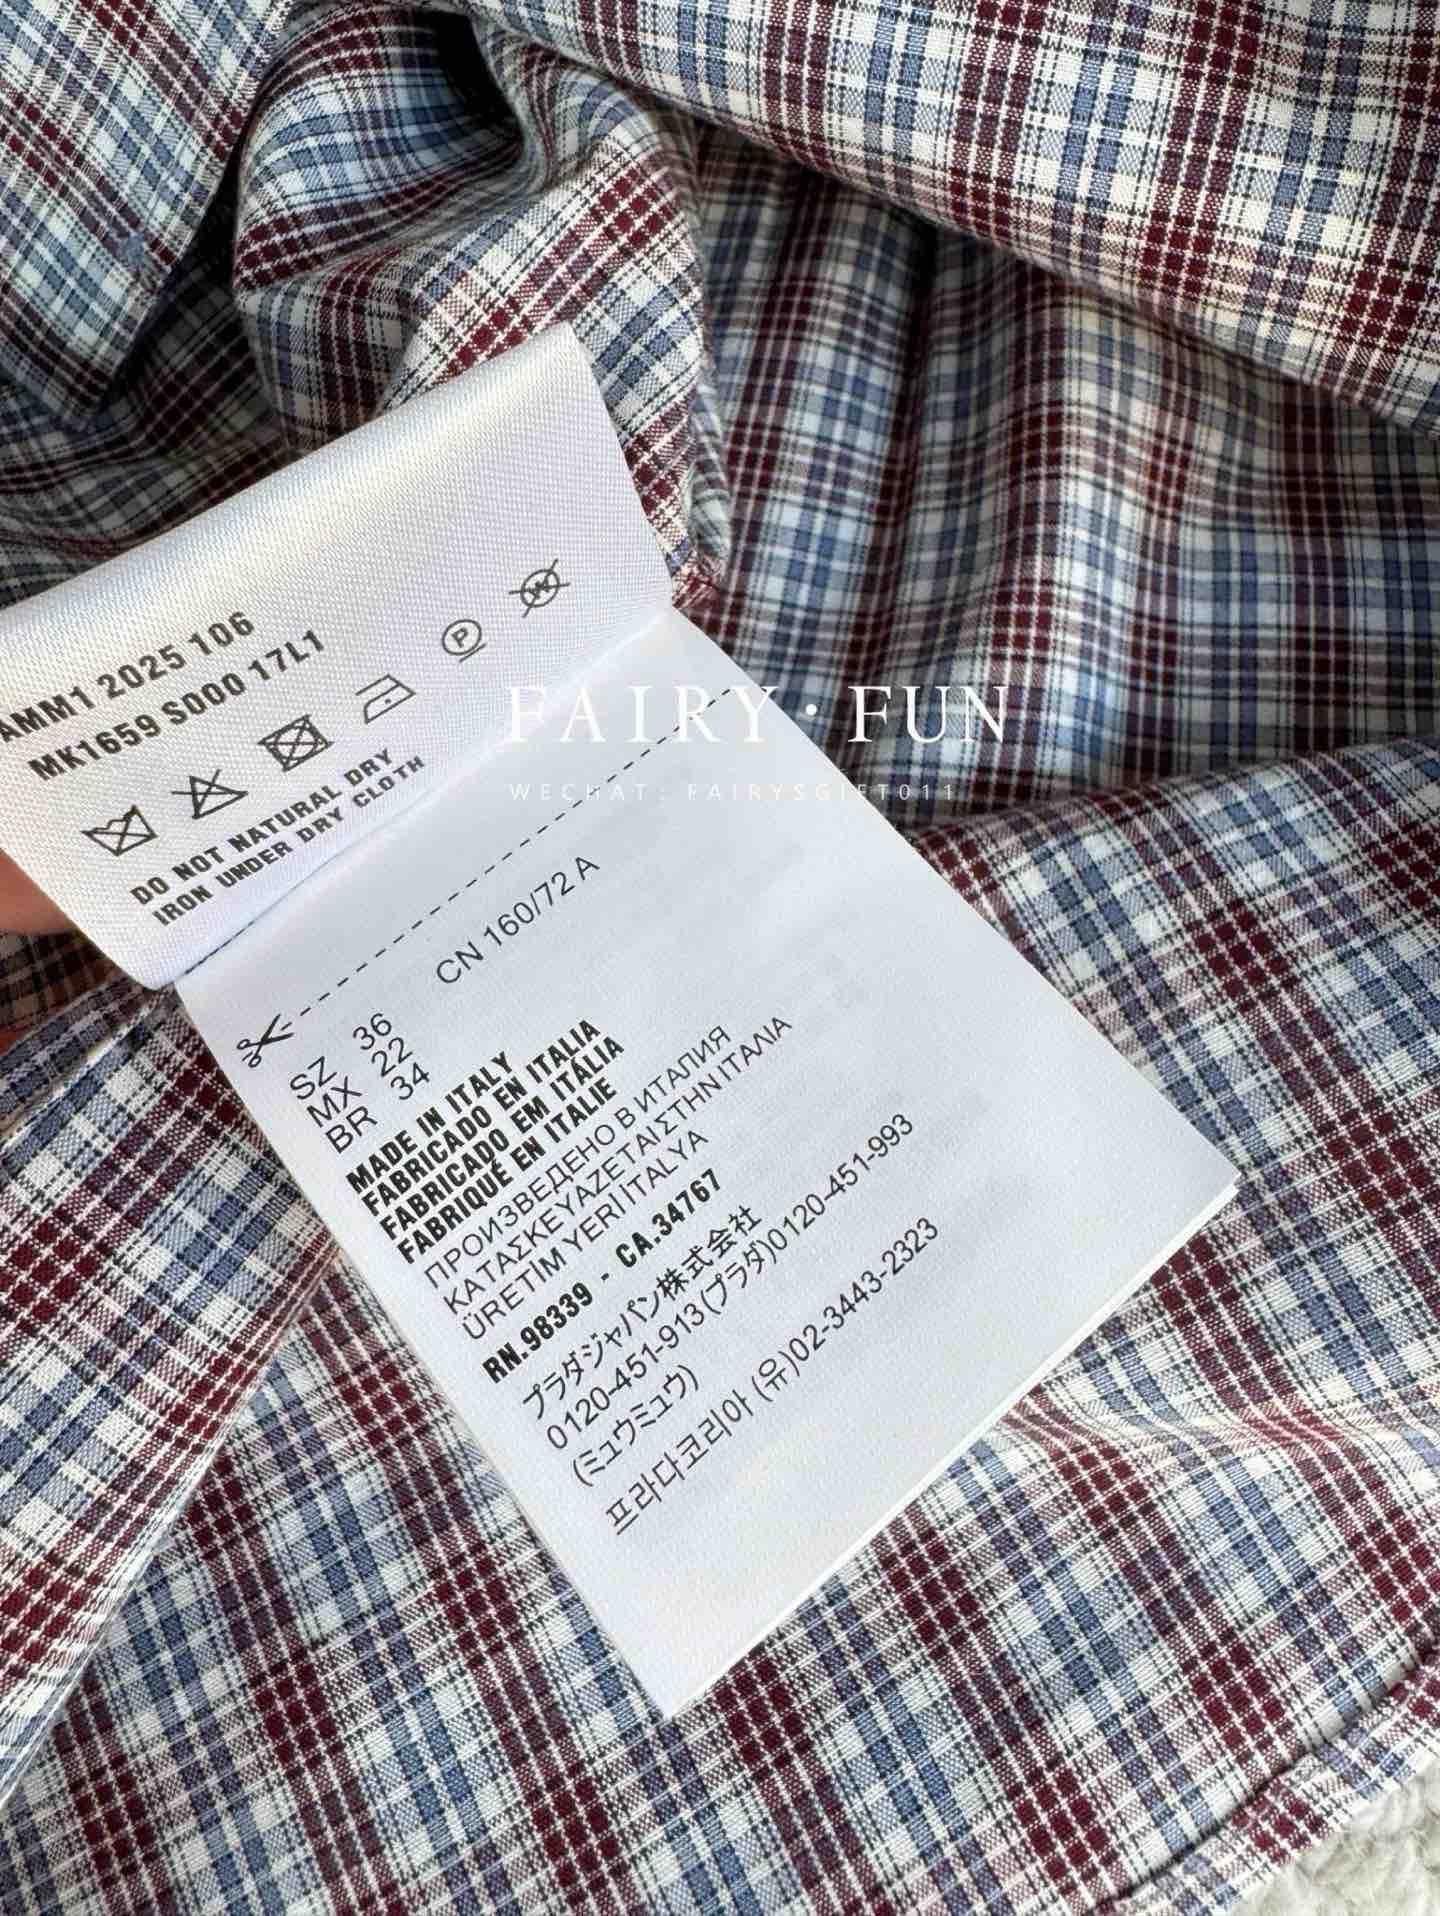 AMM1 2025 106
MK1659 S000 17L1
P
W
DO NOT NATURAL DRY
IRON UNDER DRY CLOTH
FAIRY·FUN
WECHAT: FAIRYSGIFT011
CN 160/72 A
SZ 36
MX 22
BR 34
MADE IN ITALY
FABRICADO EN ITALIA
FABRICADO EM ITÁLIA
FABRIQUÉ EN ITALIE
ПРОИЗВЕДЕНО В ИТАЛИЯ
ΚΑΤΑΣΚΕΥΑΖΕΤΑΙ ΣΤΗΝ ΙΤΑΛΙΑ
ÜRETİM YERİ İTALYA
RN.98339 - CA.34767
プラダジャパン株式会社
0120-451-913(プラダ)0120-451-993
(ミュウミュウ)
프라다코리아 (유)02-3443-2323